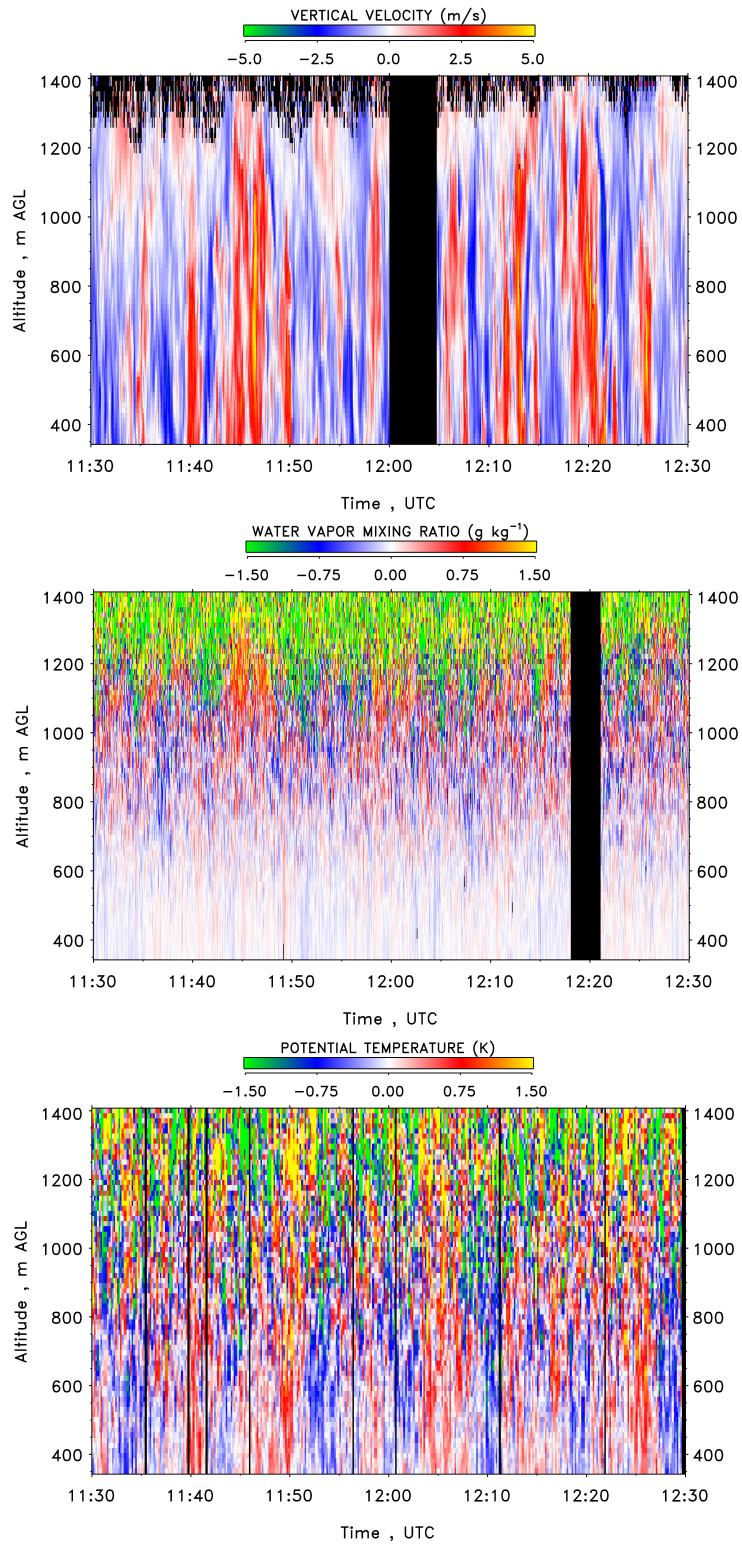 VERTICAL VELOCITY (m/s)
−5.0 −2.5 0.0 2.5 5.0
1400 1400
1200 1200
1000 1000
800 800
600 600
400 400
Altitude , m AGL
11:30 11:40 11:50 12:00 12:10 12:20 12:30
Time , UTC
WATER VAPOR MIXING RATIO (g kg⁻¹)
−1.50 −0.75 0.00 0.75 1.50
1400 1400
1200 1200
1000 1000
800 800
600 600
400 400
Altitude , m AGL
11:30 11:40 11:50 12:00 12:10 12:20 12:30
Time , UTC
POTENTIAL TEMPERATURE (K)
−1.50 −0.75 0.00 0.75 1.50
1400 1400
1200 1200
1000 1000
800 800
600 600
400 400
Altitude , m AGL
11:30 11:40 11:50 12:00 12:10 12:20 12:30
Time , UTC